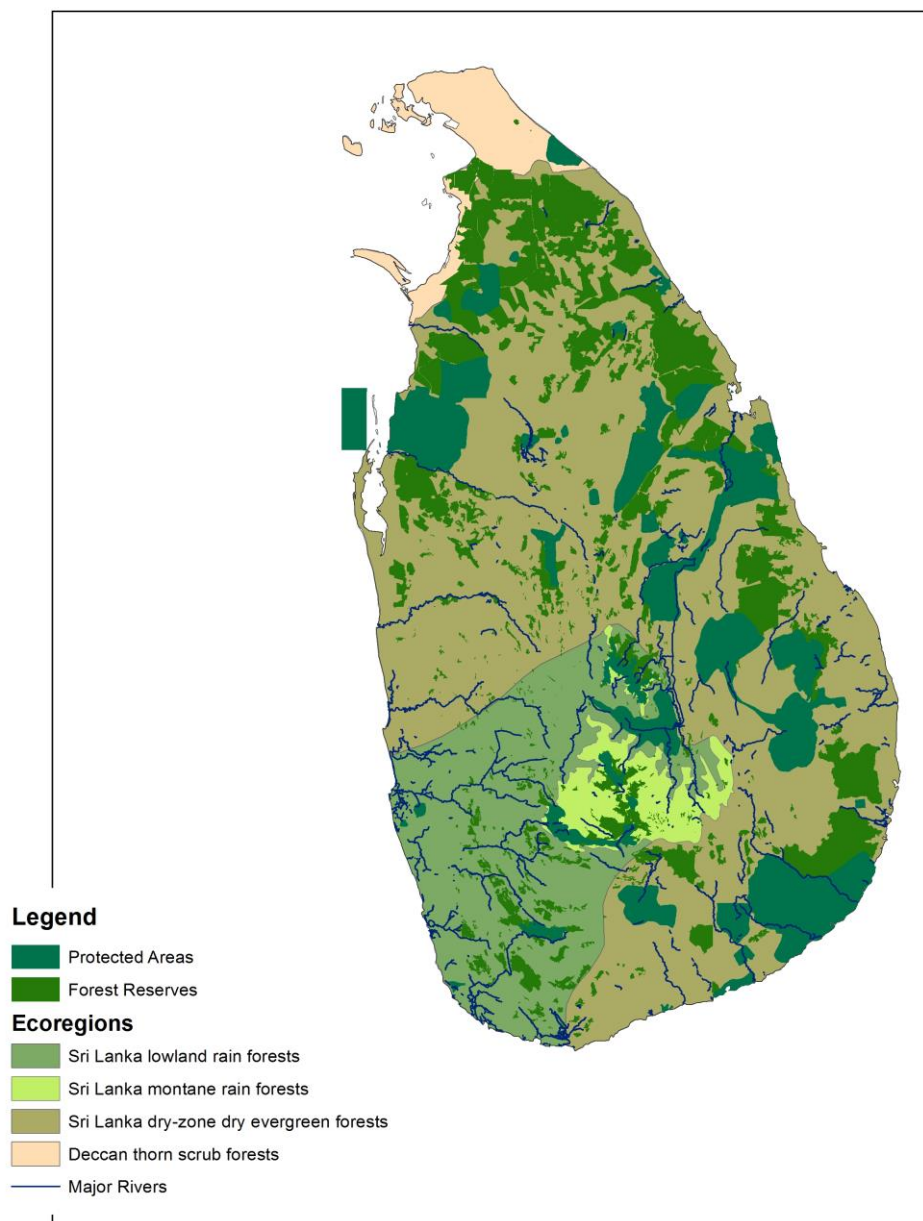 Legend
Protected Areas
Forest Reserves
Ecoregions
Sri Lanka lowland rain forests
Sri Lanka montane rain forests
Sri Lanka dry-zone dry evergreen forests
Deccan thorn scrub forests
Major Rivers